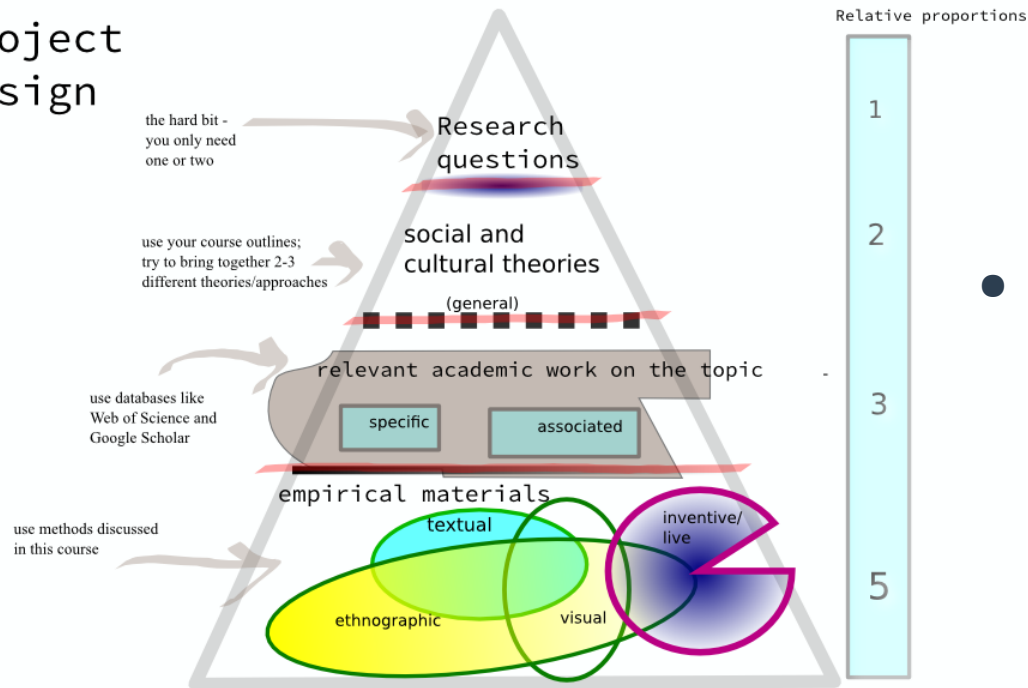 oject
sign
Relative proportions
the hard bit -
you only need
one or two
Research
questions
1
use your course outlines;
try to bring together 2-3
different theories/approaches
social and
cultural theories
(general)
2
relevant academic work on the topic
-
use databases like
Web of Science and
Google Scholar
specific
associated
3
empirical materials
use methods discussed
in this course
textual
inventive/
live
ethnographic
visual
5